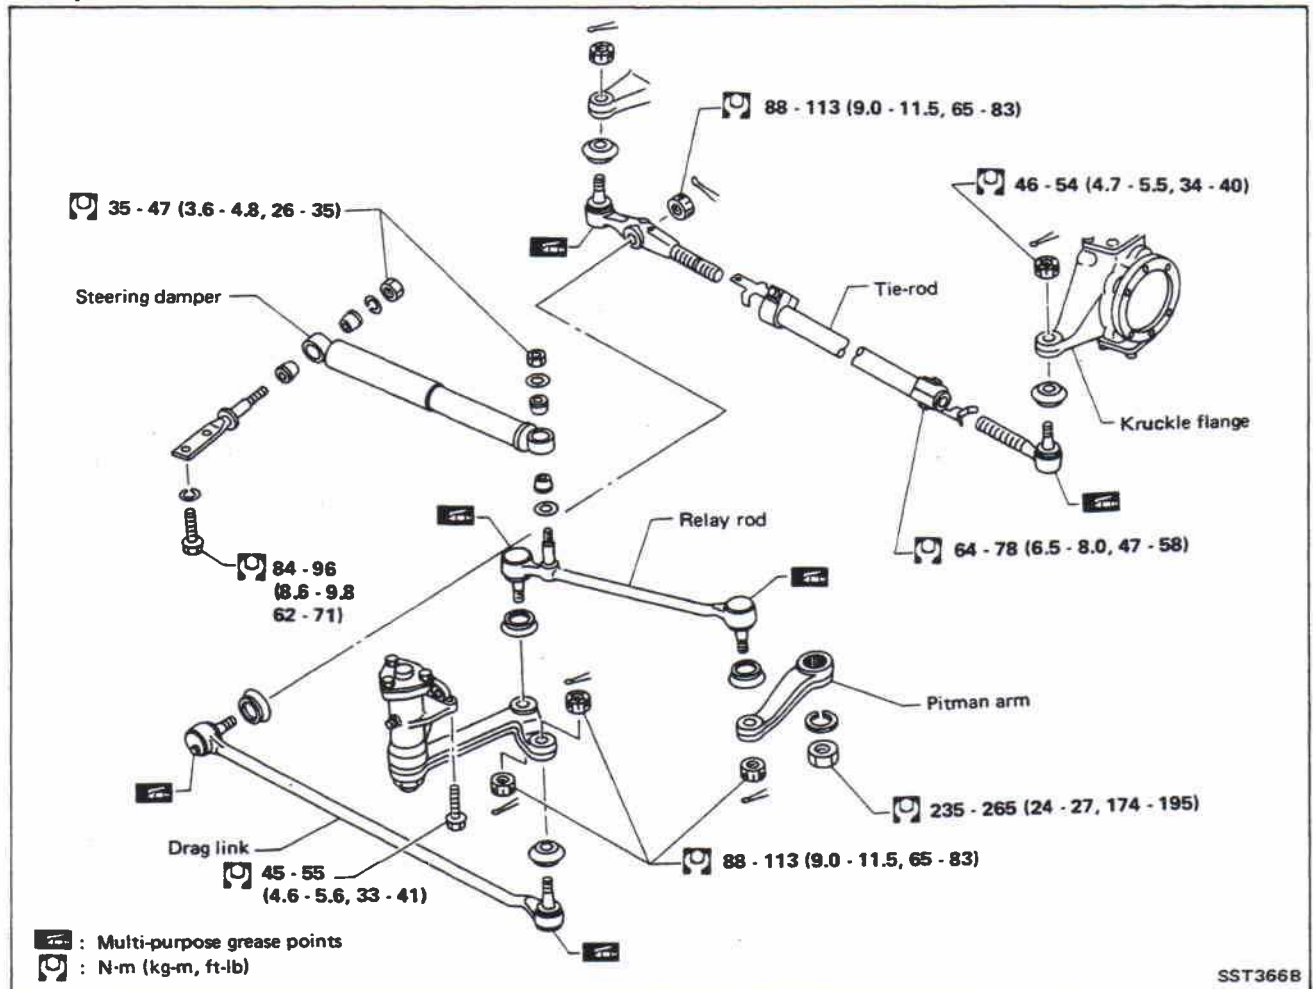 88 - 113 (9.0 - 11.5, 65 - 83)
46 - 54 (4.7 - 5.5, 34 - 40)
35 - 47 (3.6 - 4.8, 26 - 35)
Steering damper
Tie-rod
Kruckle flange
Relay rod
64 - 78 (6.5 - 8.0, 47 - 58)
84 - 96
(8.6 - 9.8
62 - 71)
Pitman arm
235 - 265 (24 - 27, 174 - 195)
Drag link
88 - 113 (9.0 - 11.5, 65 - 83)
45 - 55
(4.6 - 5.6, 33 - 41)
: Multi-purpose grease points
: N·m (kg-m, ft-lb)
SST366B